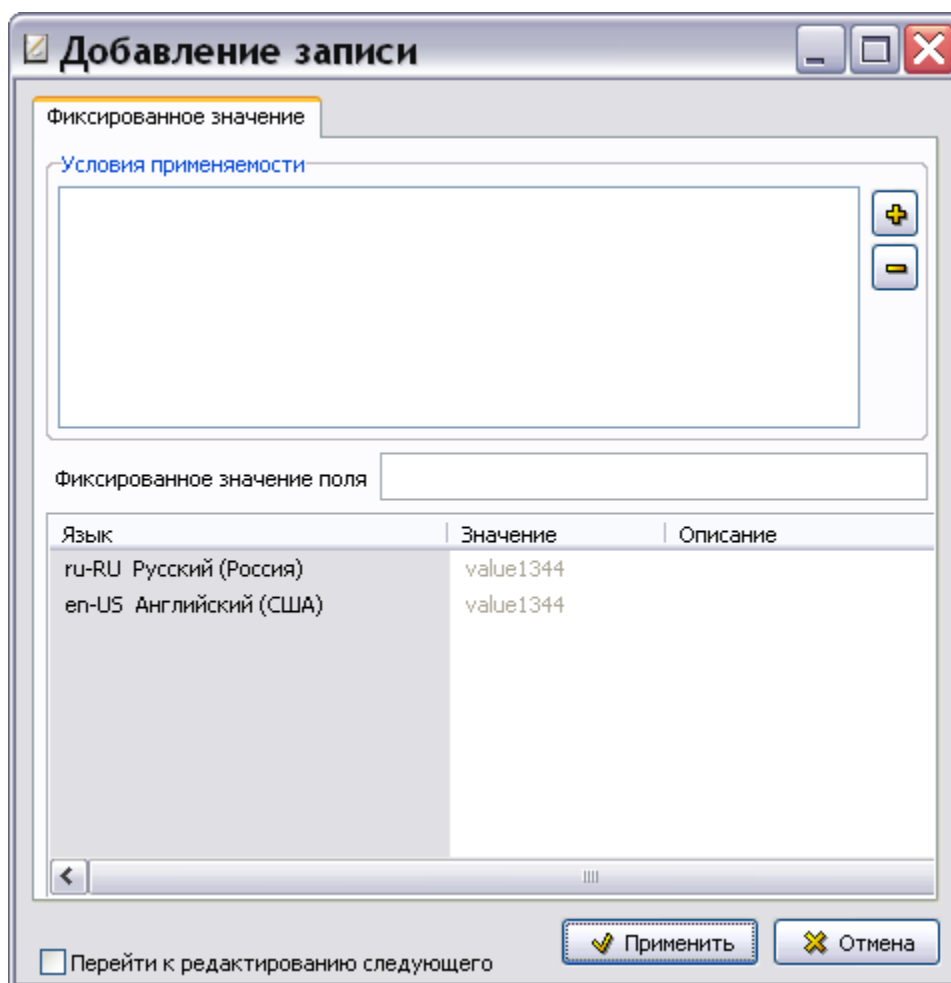 Добавление записи
Фиксированное значение
Условия применяемости
Фиксированное значение поля
Язык Значение Описание
ru-RU Русский (Россия) value1344
en-US Английский (США) value1344
Применить Отмена
Перейти к редактированию следующего